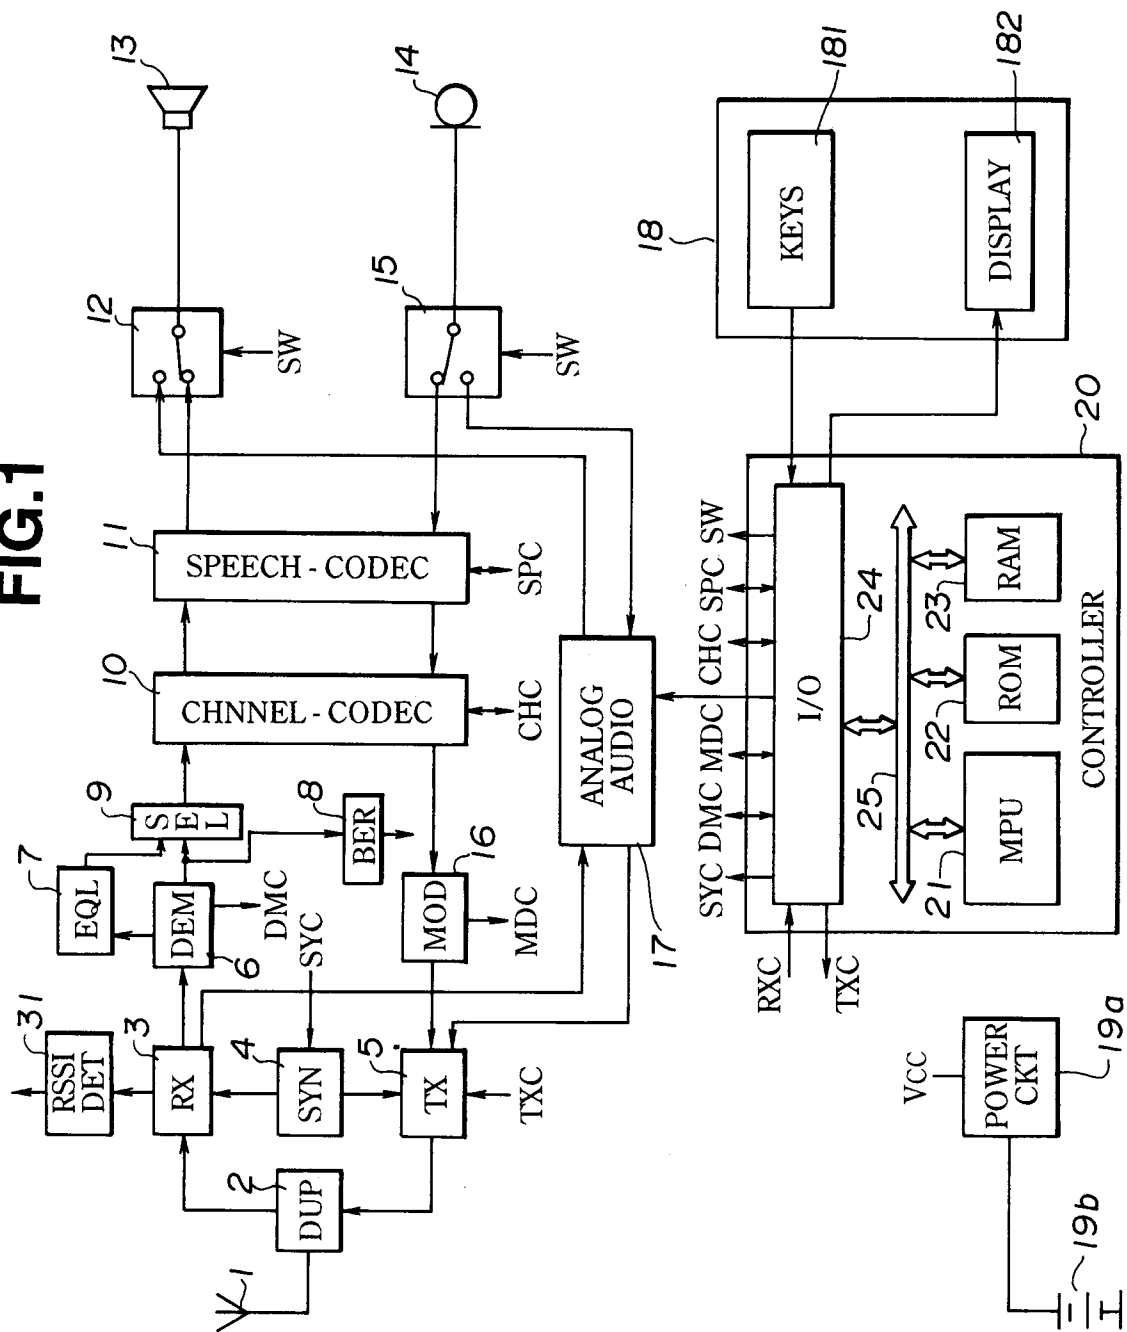 FIG.1
1
2
DUP
RSSI
DET
31
RX
3
SYN
4
TX
5
TXC
SYC
EQL
7
DEM
6
DMC
SEL
9
BER
8
MOD
16
MDC
CHNNEL - CODEC
10
CHC
SPEECH - CODEC
11
SPC
12
SW
13
15
SW
14
ANALOG
AUDIO
17
18
KEYS
181
DISPLAY
182
SYC DMC MDC CHC SPC SW
RXC
TXC
I/O
24
25
MPU
21
ROM
22
RAM
23
CONTROLLER
20
VCC
POWER
CKT
19a
19b